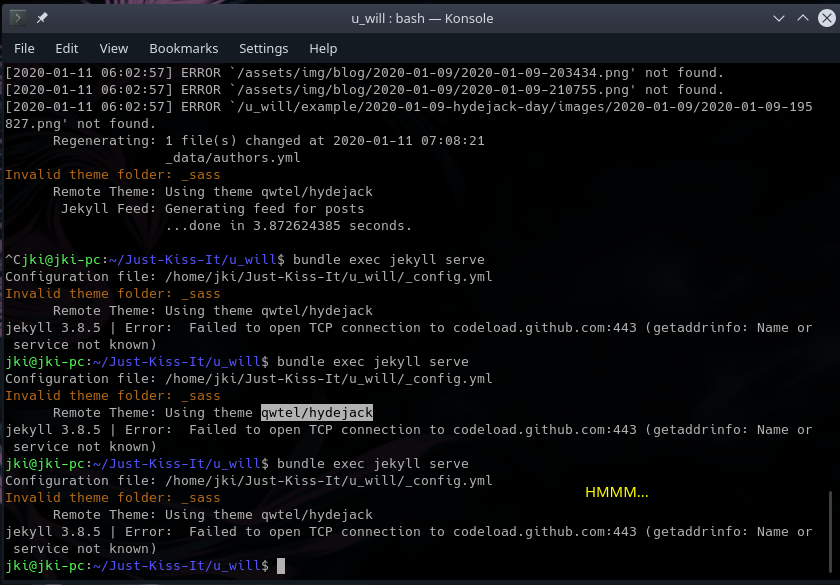 u_will : bash — Konsole
File Edit View Bookmarks Settings Help
[2020-01-11 06:02:57] ERROR `/assets/img/blog/2020-01-09/2020-01-09-203434.png' not found.
[2020-01-11 06:02:57] ERROR `/assets/img/blog/2020-01-09/2020-01-09-210755.png' not found.
[2020-01-11 06:02:57] ERROR `/u_will/example/2020-01-09-hydejack-day/images/2020-01-09/2020-01-09-195
827.png' not found.
Regenerating: 1 file(s) changed at 2020-01-11 07:08:21
_data/authors.yml
Invalid theme folder: _sass
Remote Theme: Using theme qwtel/hydejack
Jekyll Feed: Generating feed for posts
...done in 3.872624385 seconds.
^Cjki@jki-pc:~/Just-Kiss-It/u_will$ bundle exec jekyll serve
Configuration file: /home/jki/Just-Kiss-It/u_will/_config.yml
Invalid theme folder: _sass
Remote Theme: Using theme qwtel/hydejack
jekyll 3.8.5 | Error:  Failed to open TCP connection to codeload.github.com:443 (getaddrinfo: Name or
service not known)
jki@jki-pc:~/Just-Kiss-It/u_will$ bundle exec jekyll serve
Configuration file: /home/jki/Just-Kiss-It/u_will/_config.yml
Invalid theme folder: _sass
Remote Theme: Using theme qwtel/hydejack
jekyll 3.8.5 | Error:  Failed to open TCP connection to codeload.github.com:443 (getaddrinfo: Name or
service not known)
jki@jki-pc:~/Just-Kiss-It/u_will$ bundle exec jekyll serve
Configuration file: /home/jki/Just-Kiss-It/u_will/_config.yml
HMMM...
Invalid theme folder: _sass
Remote Theme: Using theme qwtel/hydejack
jekyll 3.8.5 | Error:  Failed to open TCP connection to codeload.github.com:443 (getaddrinfo: Name or
service not known)
jki@jki-pc:~/Just-Kiss-It/u_will$